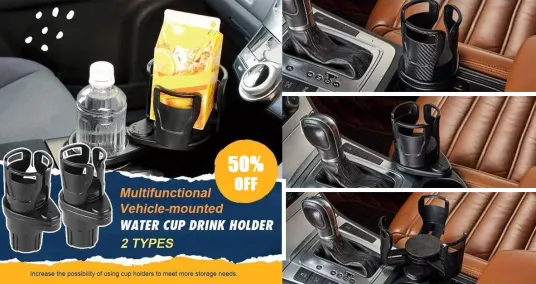 50%
OFF
Multifunctional
Vehicle-mounted
WATER CUP DRINK HOLDER
2 TYPES
Increase the possibility of using cup holders to meet more storage needs.